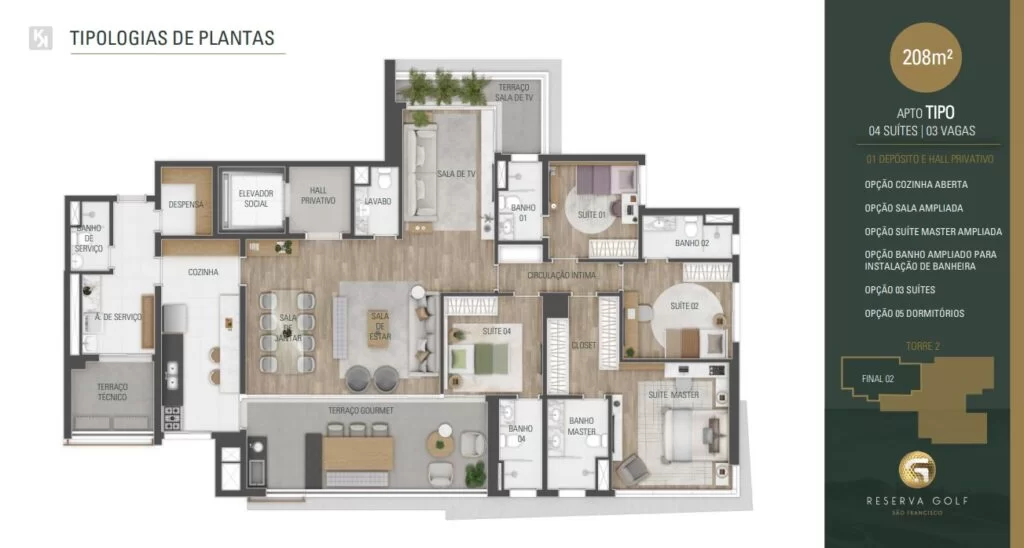 TIPOLOGIAS DE PLANTAS
TERRAÇO
SALA DE TV
SALA DE TV
DESPENSA
ELEVADOR
SOCIAL
HALL
PRIVATIVO
LAVABO
BANHO
01
SUÍTE 01
BANHO
DE
SERVIÇO
BANHO 02
COZINHA
CIRCULAÇÃO ÍNTIMA
SUÍTE 02
Á. DE SERVIÇO
SALA
DE
JANTAR
SALA
DE
ESTAR
SUÍTE 04
CLOSET
TERRAÇO
TECNICO
SUÍTE MASTER
TERRAÇO GOURMET
BANHO
04
BANHO
MASTER
208m²
APTO TIPO
04 SUÍTES | 03 VAGAS
01 DEPÓSITO E HALL PRIVATIVO
OPÇÃO COZINHA ABERTA
OPÇÃO SALA AMPLIADA
OPÇÃO SUÍTE MASTER AMPLIADA
OPÇÃO BANHO AMPLIADO PARA
INSTALAÇÃO DE BANHEIRA
OPÇÃO 03 SUÍTES
OPÇÃO 05 DORMITÓRIOS
TORRE 2
FINAL 02
RESERVA GOLF
SÃO FRANCISCO